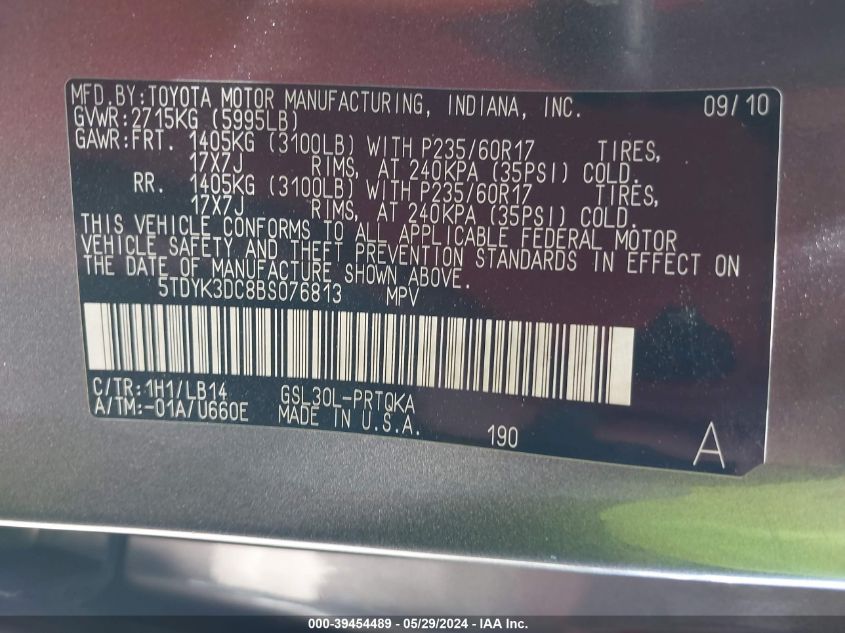 MFD.BY:TOYOTA MOTOR MANUFACTURING, INDIANA, INC. 09/10
GVWR:2715KG (5995LB)
GAWR:FRT. 1405KG (3100LB) WITH P235/60R17 TIRES,
17X7J RIMS, AT 240KPA (35PSI) COLD.
RR. 1405KG (3100LB) WITH P235/60R17 TIRES,
17X7J RIMS, AT 240KPA (35PSI) COLD.
THIS VEHICLE CONFORMS TO ALL APPLICABLE FEDERAL MOTOR
VEHICLE SAFETY AND THEFT PREVENTION STANDARDS IN EFFECT ON
THE DATE OF MANUFACTURE SHOWN ABOVE.
5TDYK3DC8BS076813 MPV
C/TR:1H1/LB14 GSL30L-PRTQKA
A/TM:-01A/U660E MADE IN U.S.A.
190 A
000-39454489 - 05/29/2024 - IAA Inc.